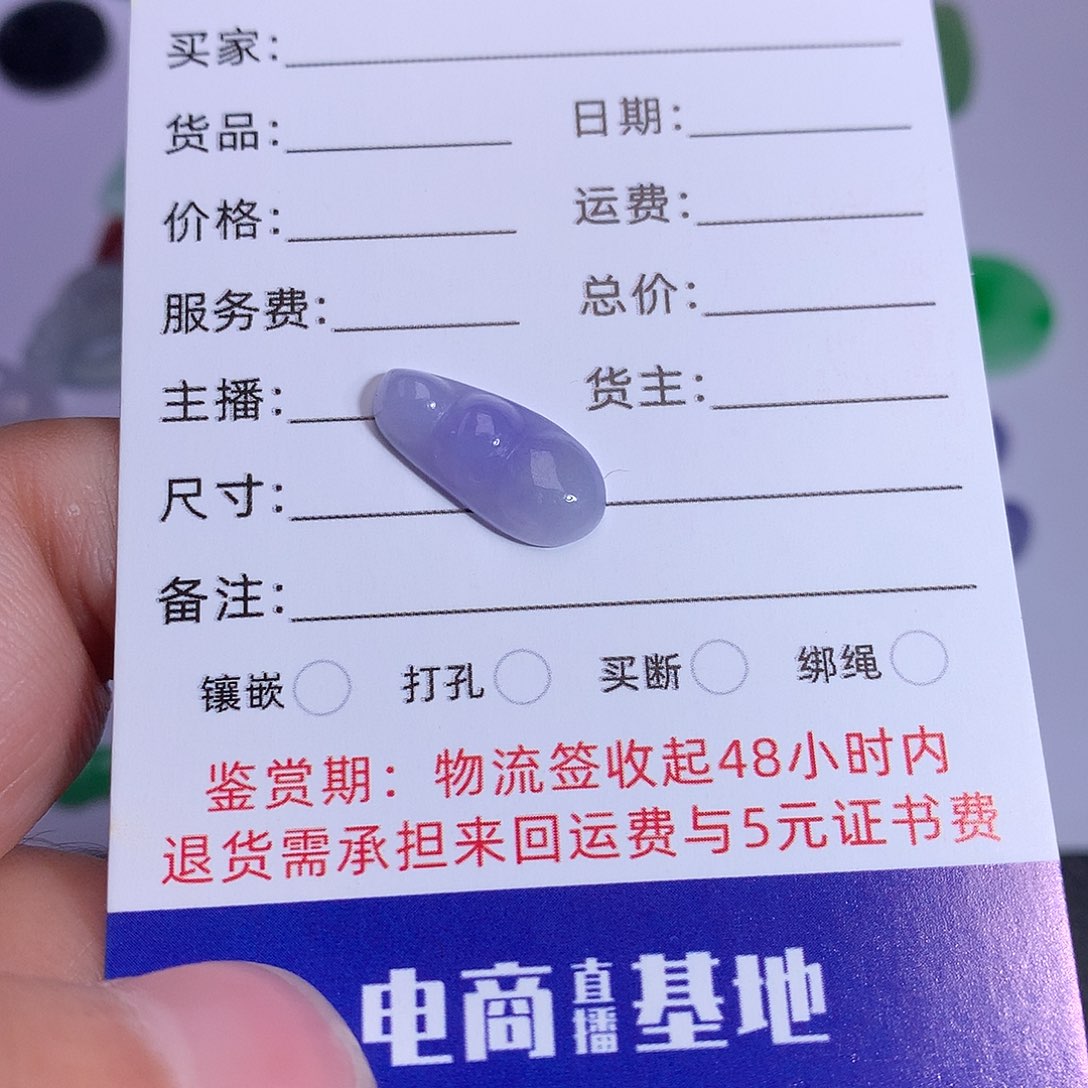 买家：
货品： 日期：
价格： 运费：
服务费： 总价：
主播： 货主：
尺寸：
备注：
镶嵌 打孔 买断 绑绳
鉴赏期：物流签收起48小时内
退货需承担来回运费与5元证书费
电商直播基地